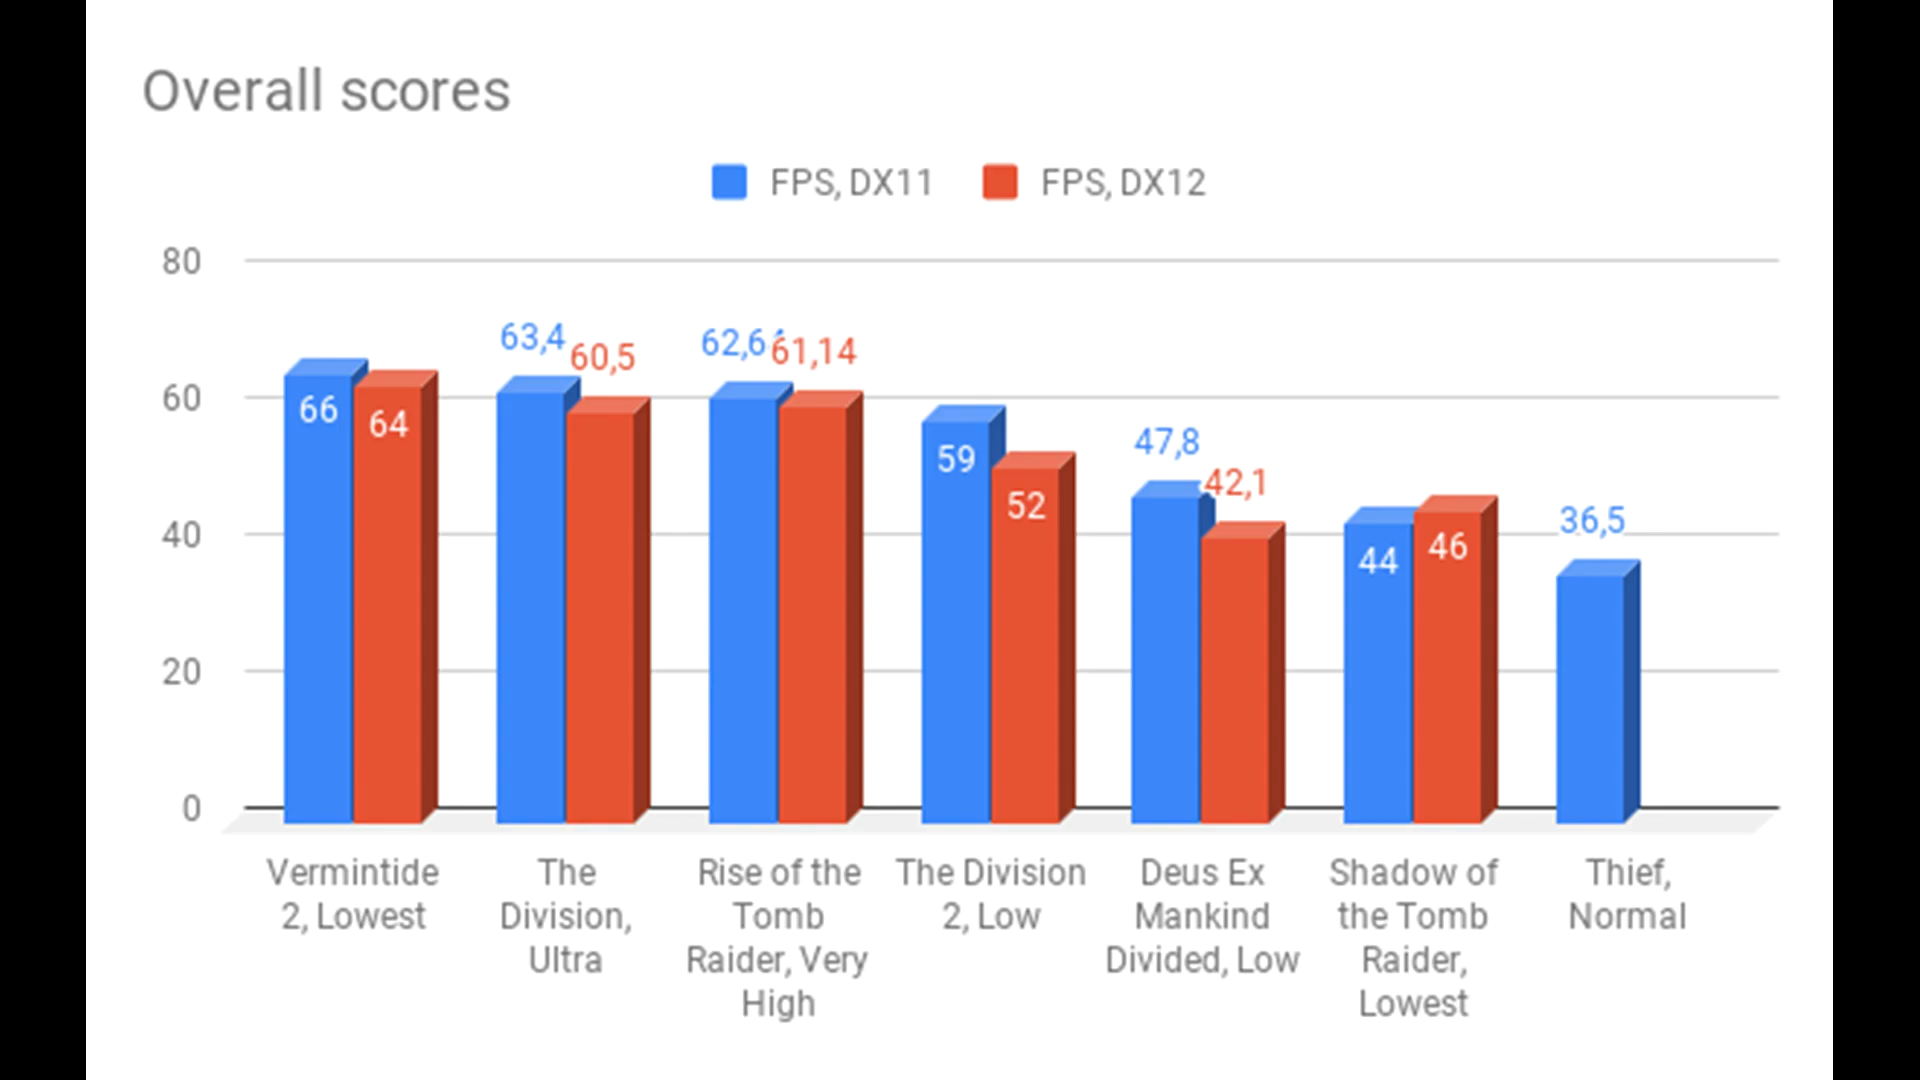 Overall scores
FPS, DX11
FPS, DX12
80
60
40
20
0
66
64
63,4
60,5
62,6
61,14
59
52
47,8
42,1
44
46
36,5
Vermintide
2, Lowest
The
Division,
Ultra
Rise of the
Tomb
Raider, Very
High
The Division
2, Low
Deus Ex
Mankind
Divided, Low
Shadow of
the Tomb
Raider,
Lowest
Thief,
Normal